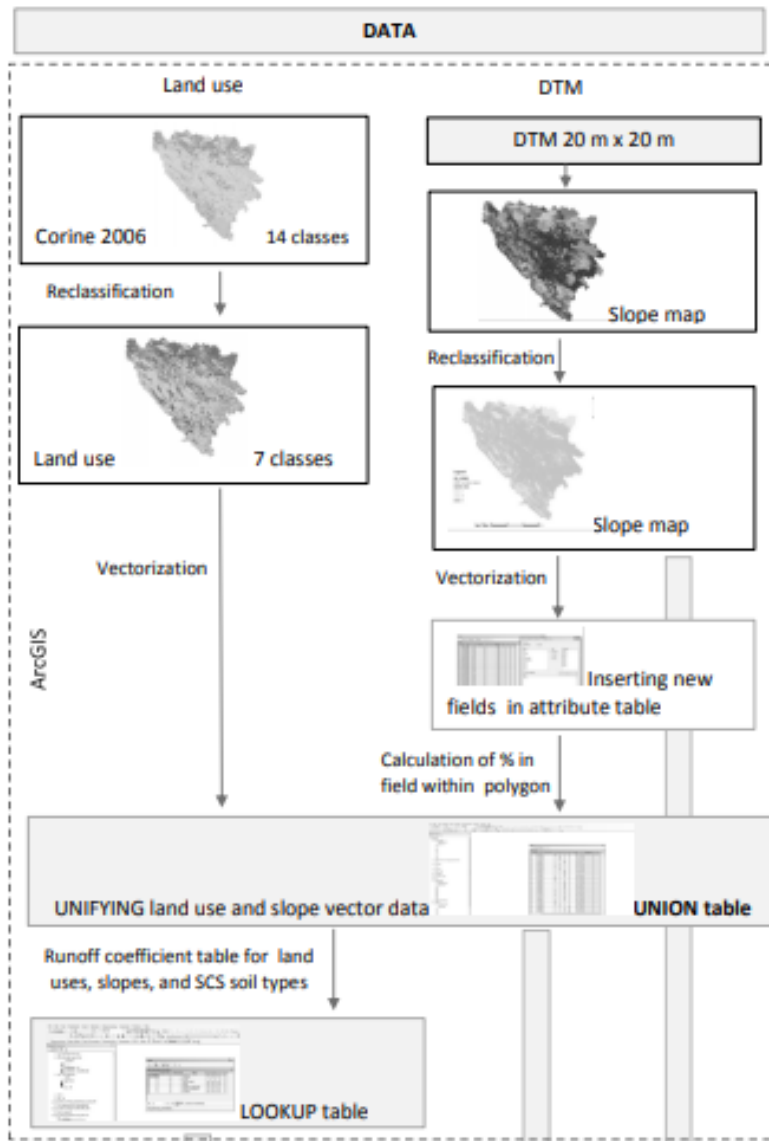 DATA
Land use
DTM
Corine 2006
14 classes
Reclassification
Land use
7 classes
Vectorization
DTM 20 m x 20 m
Slope map
Reclassification
Slope map
Vectorization
Inserting new
fields in attribute table
Calculation of % in
field within polygon
ArcGIS
UNIFYING land use and slope vector data
UNION table
Runoff coefficient table for land
uses, slopes, and SCS soil types
LOOKUP table